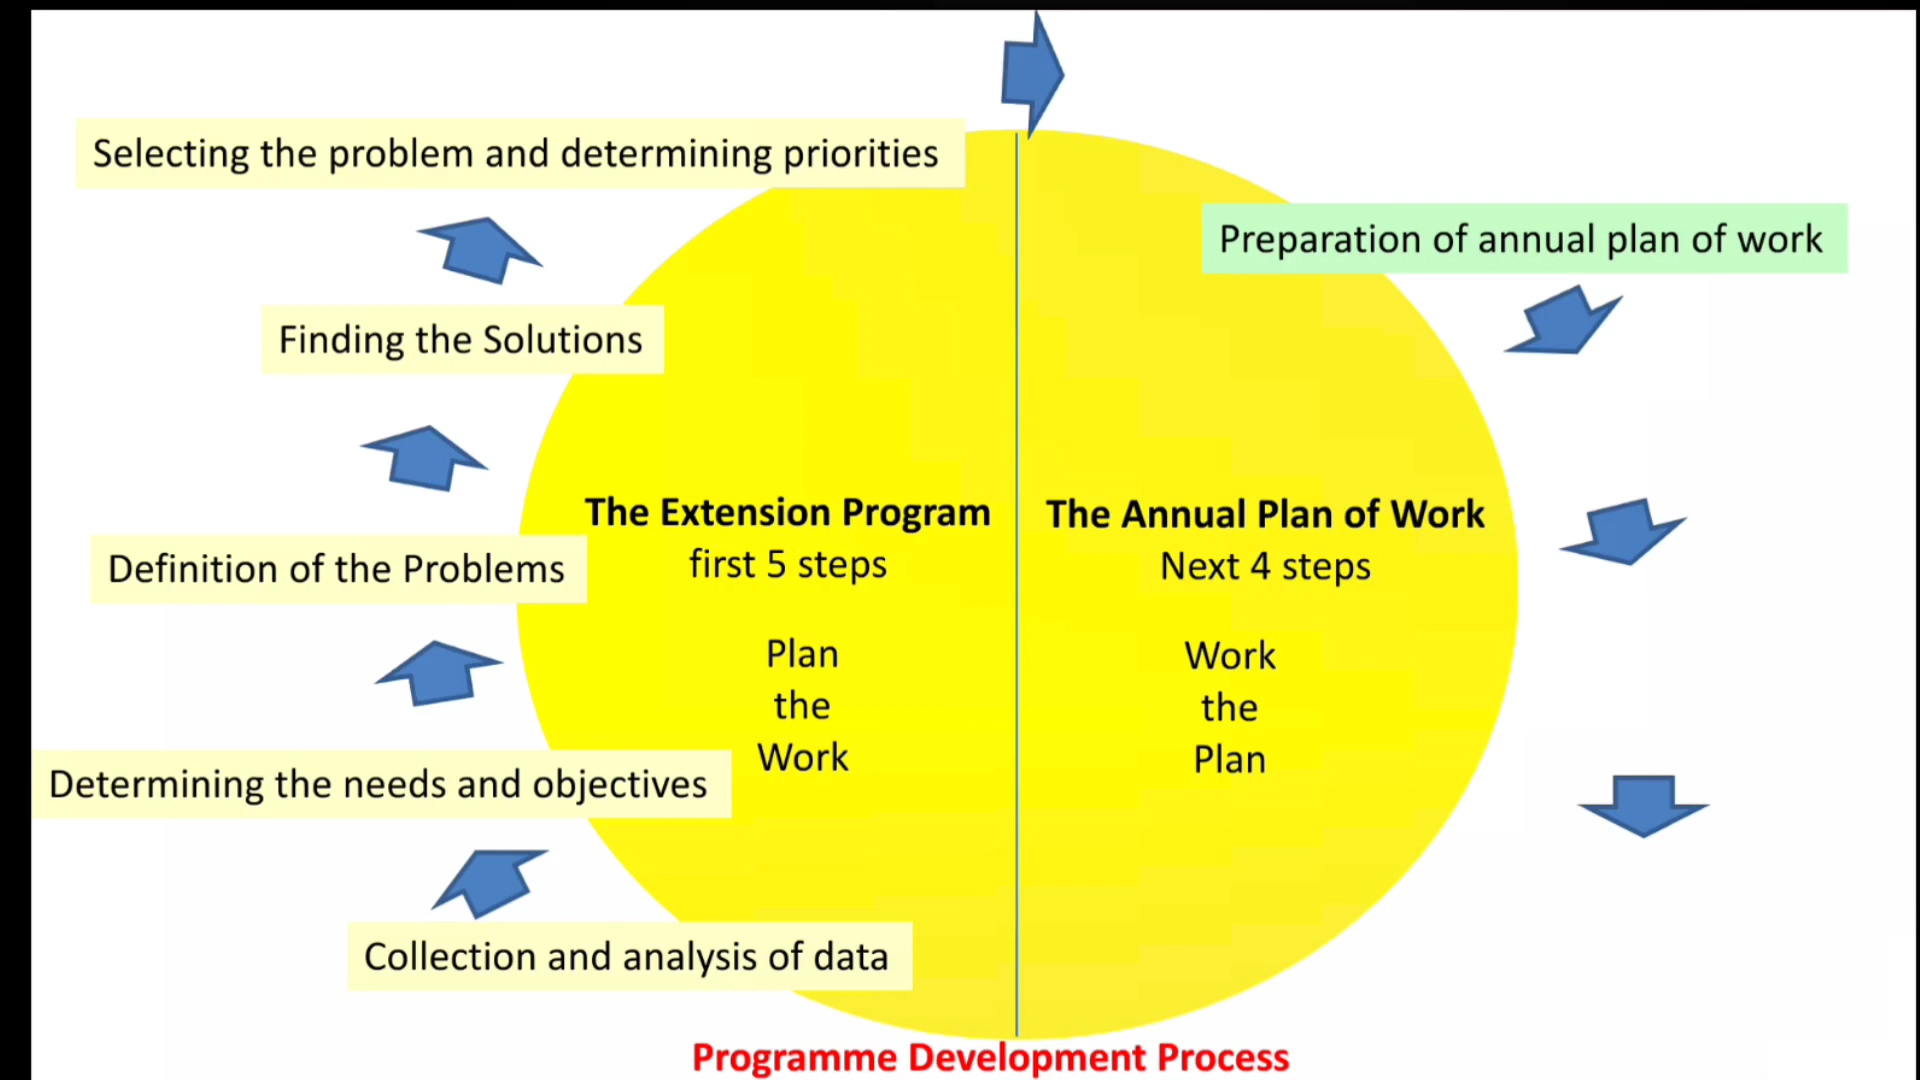 Selecting the problem and determining priorities
Preparation of annual plan of work
Finding the Solutions
The Extension Program
first 5 steps
The Annual Plan of Work
Next 4 steps
Definition of the Problems
Plan
the
Work
Work
the
Plan
Determining the needs and objectives
Collection and analysis of data
Programme Development Process